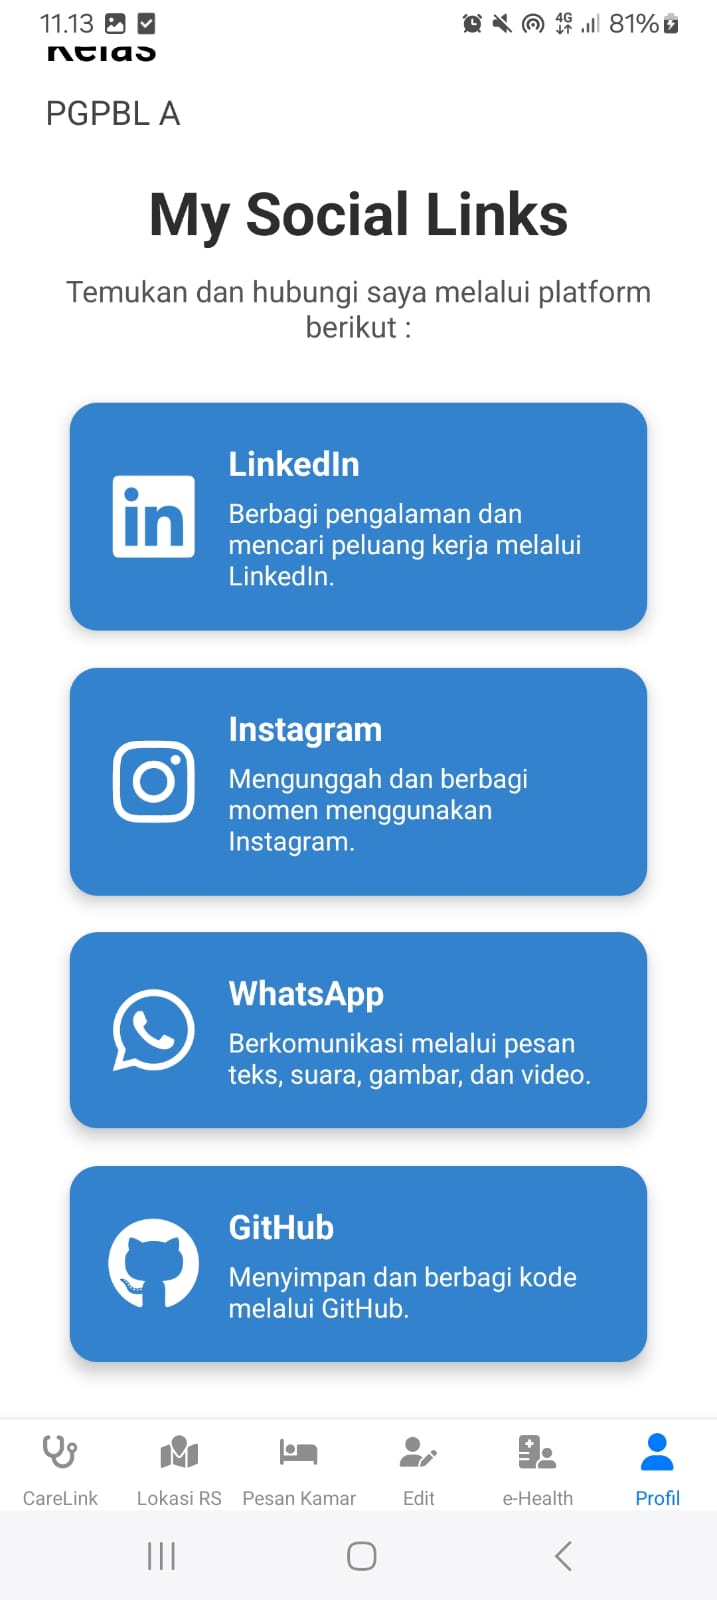 11.13
4G
81%
Kelas
PGPBL A
My Social Links
Temukan dan hubungi saya melalui platform
berikut :
LinkedIn
in
Berbagi pengalaman dan
mencari peluang kerja melalui
LinkedIn.
Instagram
Mengunggah dan berbagi
momen menggunakan
Instagram.
WhatsApp
Berkomunikasi melalui pesan
teks, suara, gambar, dan video.
GitHub
Menyimpan dan berbagi kode
melalui GitHub.
CareLink
Lokasi RS
Pesan Kamar
Edit
e-Health
Profil